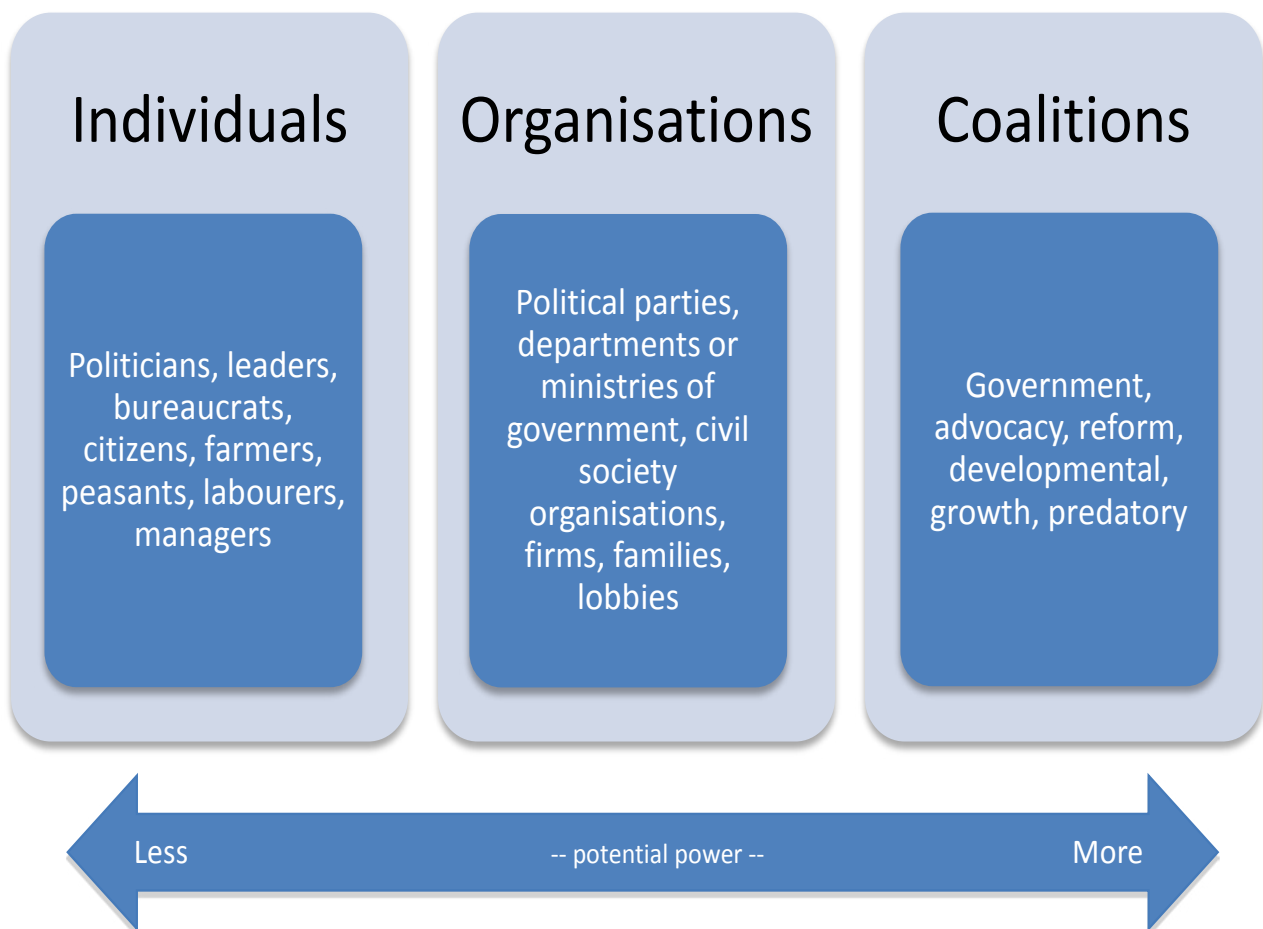 Individuals
Politicians, leaders,
bureaucrats,
citizens, farmers,
peasants, labourers,
managers
Organisations
Political parties,
departments or
ministries of
government, civil
society
organisations,
firms, families,
lobbies
Coalitions
Government,
advocacy, reform,
developmental,
growth, predatory
Less
-- potential power --
More